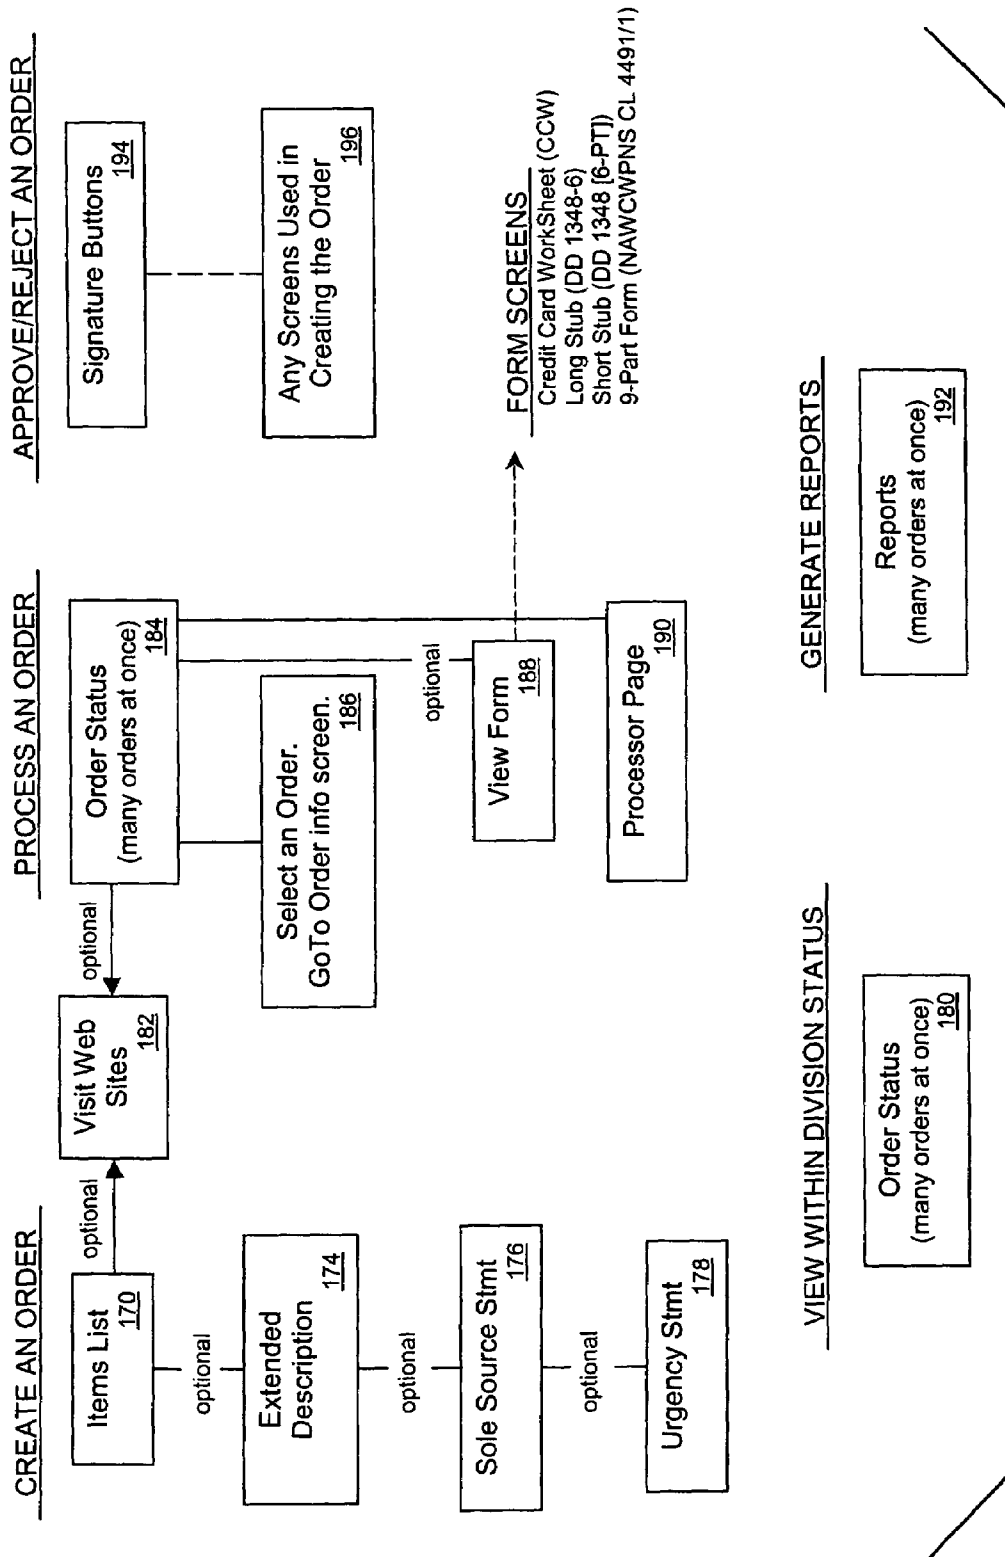 CREATE AN ORDER
Items List
170
optional
Visit Web
Sites
182
optional
optional
Extended
Description
174
optional
Sole Source Stmt
176
optional
Urgency Stmt
178
PROCESS AN ORDER
Order Status
(many orders at once)
184
Select an Order.
GoTo Order info screen.
186
optional
View Form
188
Processor Page
190
APPROVE/REJECT AN ORDER
Signature Buttons
194
Any Screens Used in
Creating the Order
196
FORM SCREENS
Credit Card WorkSheet (CCW)
Long Stub (DD 1348-6)
Short Stub (DD 1348 [6-PT])
9-Part Form (NAWCWPNS CL 4491/1)
VIEW WITHIN DIVISION STATUS
Order Status
(many orders at once)
180
GENERATE REPORTS
Reports
(many orders at once)
192